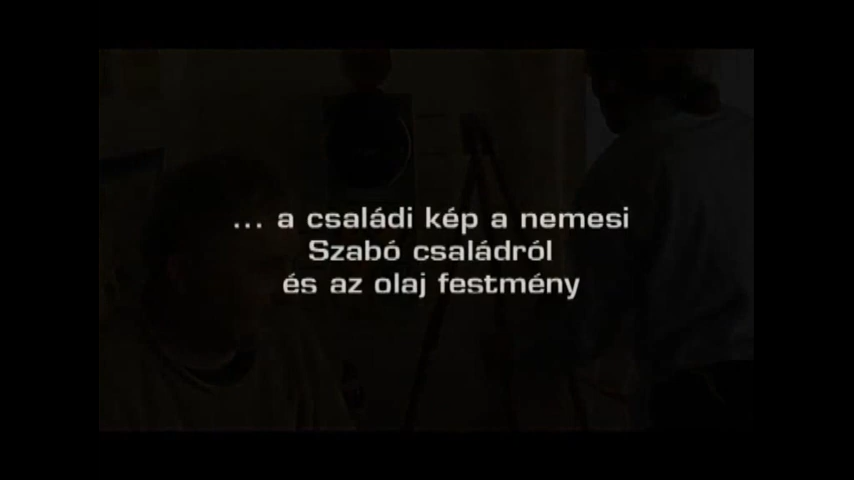 ... a családi kép a nemesi
Szabó családról
és az olaj festmény